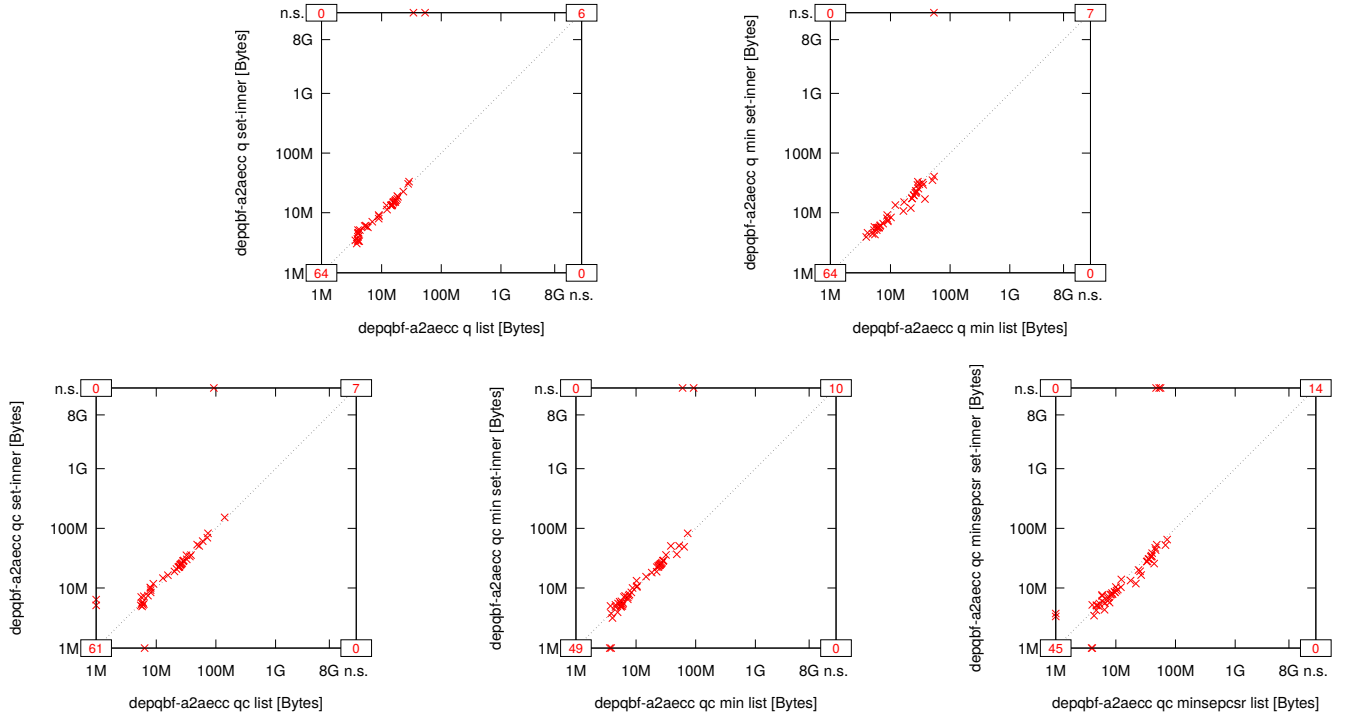 n.s.
0
6
8G
1G
100M
10M
1M
64
0
1M
10M
100M
1G
8G n.s.
depqbf-a2aecc q set-inner [Bytes]
depqbf-a2aecc q list [Bytes]
n.s.
0
7
8G
1G
100M
10M
1M
64
0
1M
10M
100M
1G
8G n.s.
depqbf-a2aecc q min set-inner [Bytes]
depqbf-a2aecc q min list [Bytes]
n.s.
0
7
8G
1G
100M
10M
1M
61
0
1M
10M
100M
1G
8G n.s.
depqbf-a2aecc qc set-inner [Bytes]
depqbf-a2aecc qc list [Bytes]
n.s.
0
10
8G
1G
100M
10M
1M
49
0
1M
10M
100M
1G
8G n.s.
depqbf-a2aecc qc min set-inner [Bytes]
depqbf-a2aecc qc min list [Bytes]
n.s.
0
14
8G
1G
100M
10M
1M
45
0
1M
10M
100M
1G
8G n.s.
depqbf-a2aecc qc minsepcsr set-inner [Bytes]
depqbf-a2aecc qc minsepcsr list [Bytes]